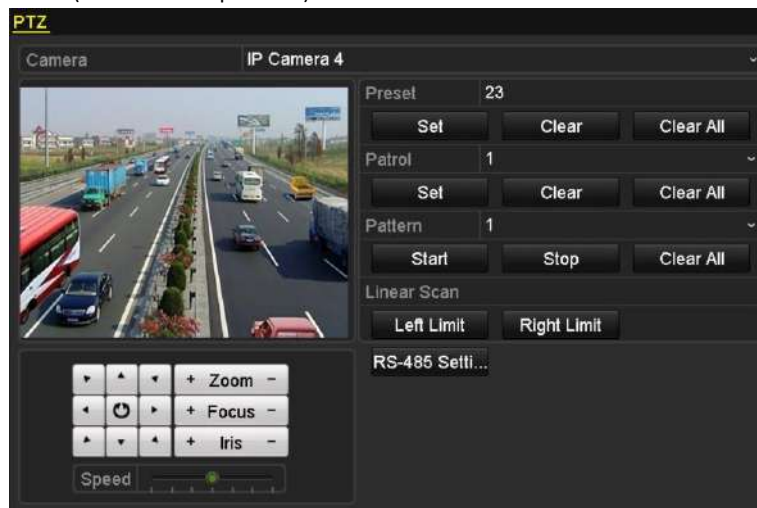 PTZ
Camera IP Camera 4
Preset 23
Set Clear Clear All
Patrol 1
Set Clear Clear All
Pattern 1
Start Stop Clear All
Linear Scan
Left Limit Right Limit
RS-485 Setti...
+ Zoom -
+ Focus -
+ Iris -
Speed